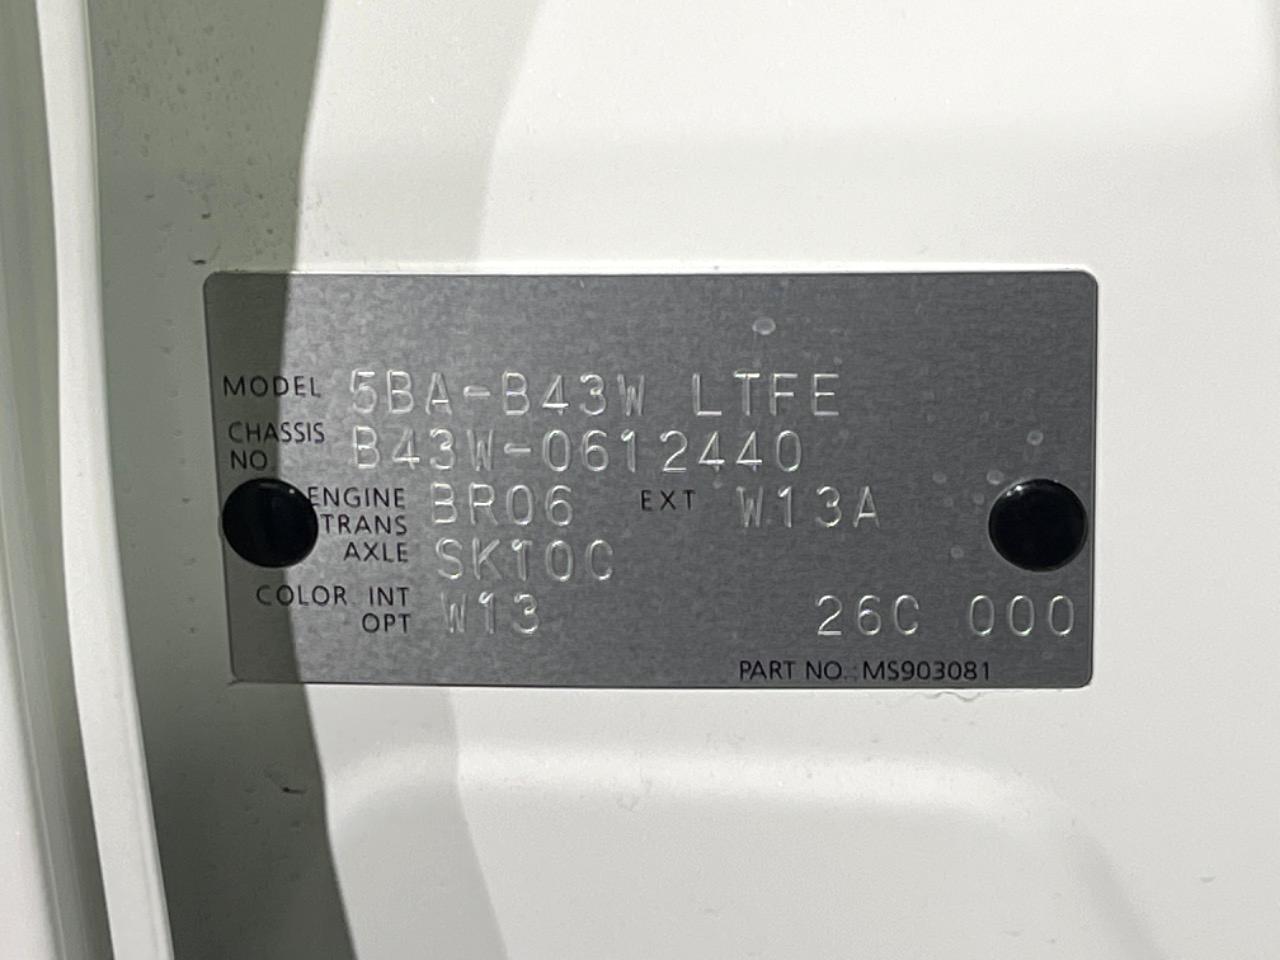 MODEL 5BA-B43W LTFE
CHASSIS NO B43W-0612440
ENGINE BR06 EXT W13A
TRANS AXLE SKT0C
COLOR INT OPT W13 26C 000
PART NO. MS903081